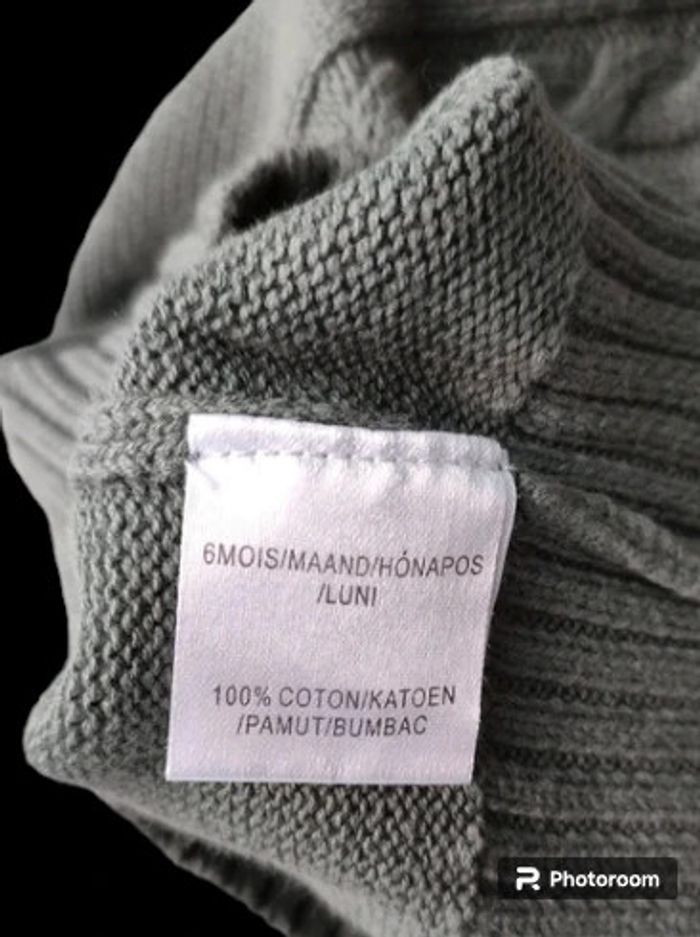 6MOIS/MAAND/HÓNAPOS
/LUNI
100% COTON/KATOEN
/PAMUT/BUMBAC
Photoroom